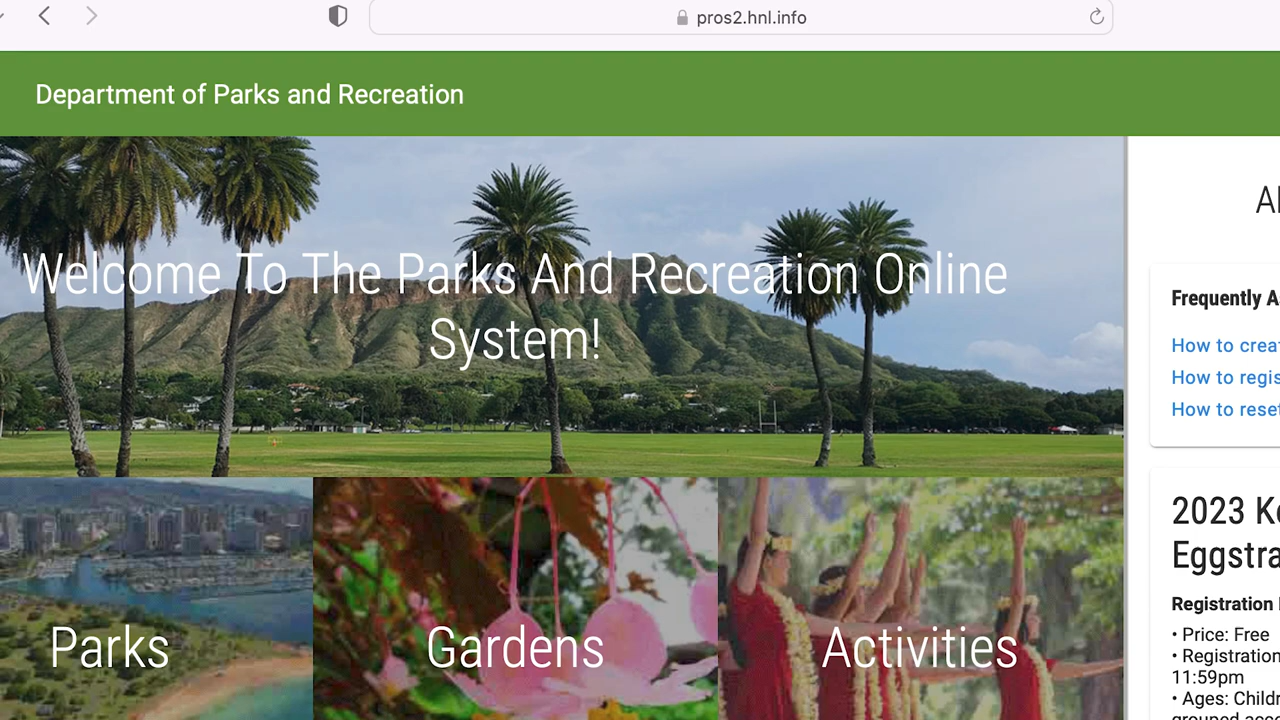 pros2.hnl.info
Department of Parks and Recreation
Welcome To The Parks And Recreation Online
System!
Parks
Gardens
Activities
Frequently
How to
How to
How to
2023
Registration
• Price: Free
• Registration
11:59pm
• Ages: